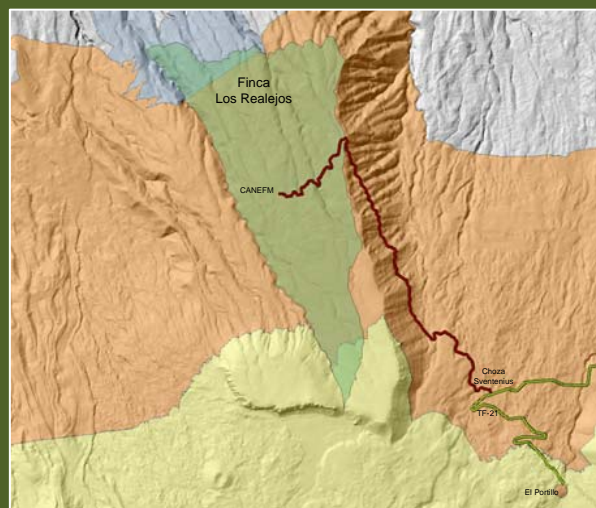 Finca
Los Realejos
CANEFM
Choza
Sventenius
TF-21
El Portillo